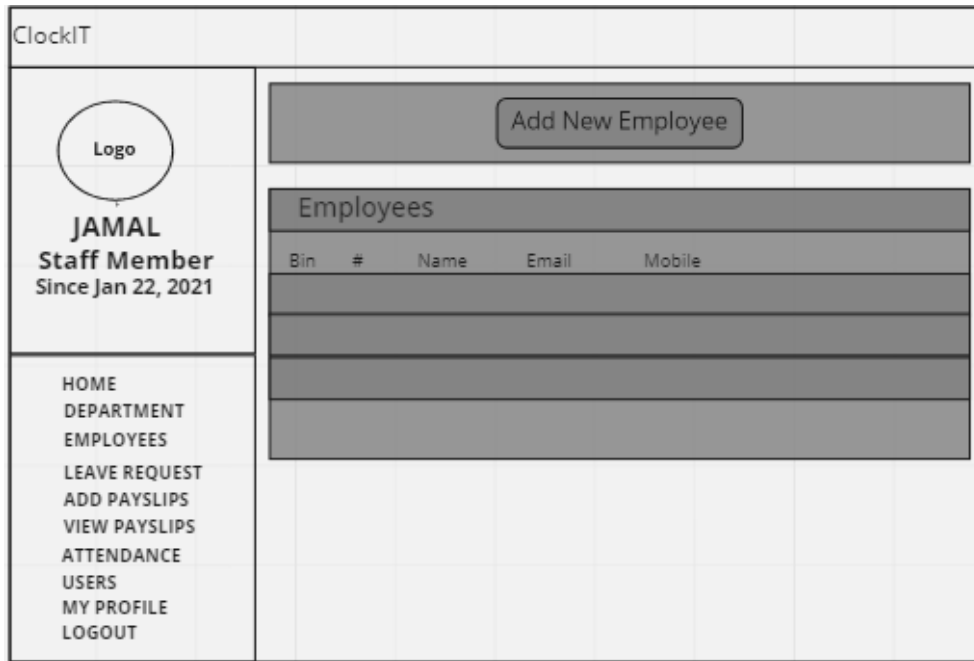 ClockIT
Logo
JAMAL
Staff Member
Since Jan 22, 2021
HOME
DEPARTMENT
EMPLOYEES
LEAVE REQUEST
ADD PAYSLIPS
VIEW PAYSLIPS
ATTENDANCE
USERS
MY PROFILE
LOGOUT
Add New Employee
Employees
Bin # Name Email Mobile